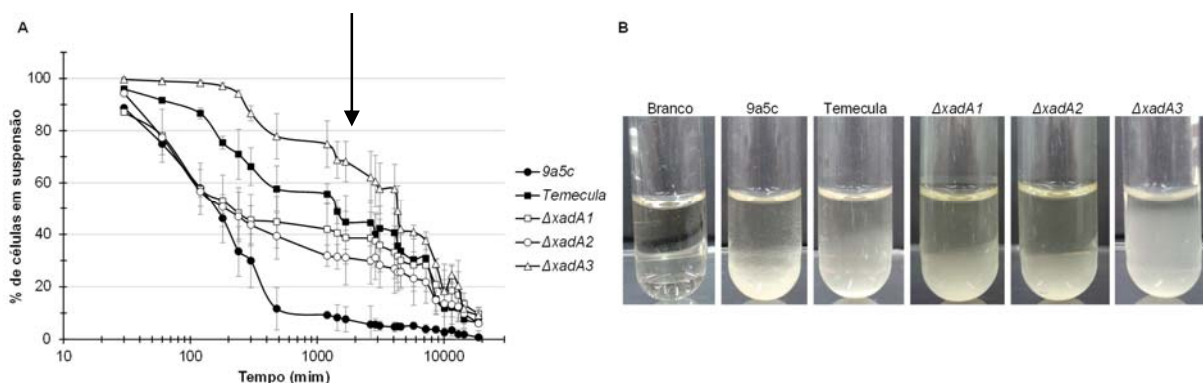 A
% de células em suspensão
100
80
60
40
20
0
10
100
1000
10000
Tempo (mim)
9a5c
Temecula
ΔxadA1
ΔxadA2
ΔxadA3
B
Branco
9a5c
Temecula
ΔxadA1
ΔxadA2
ΔxadA3